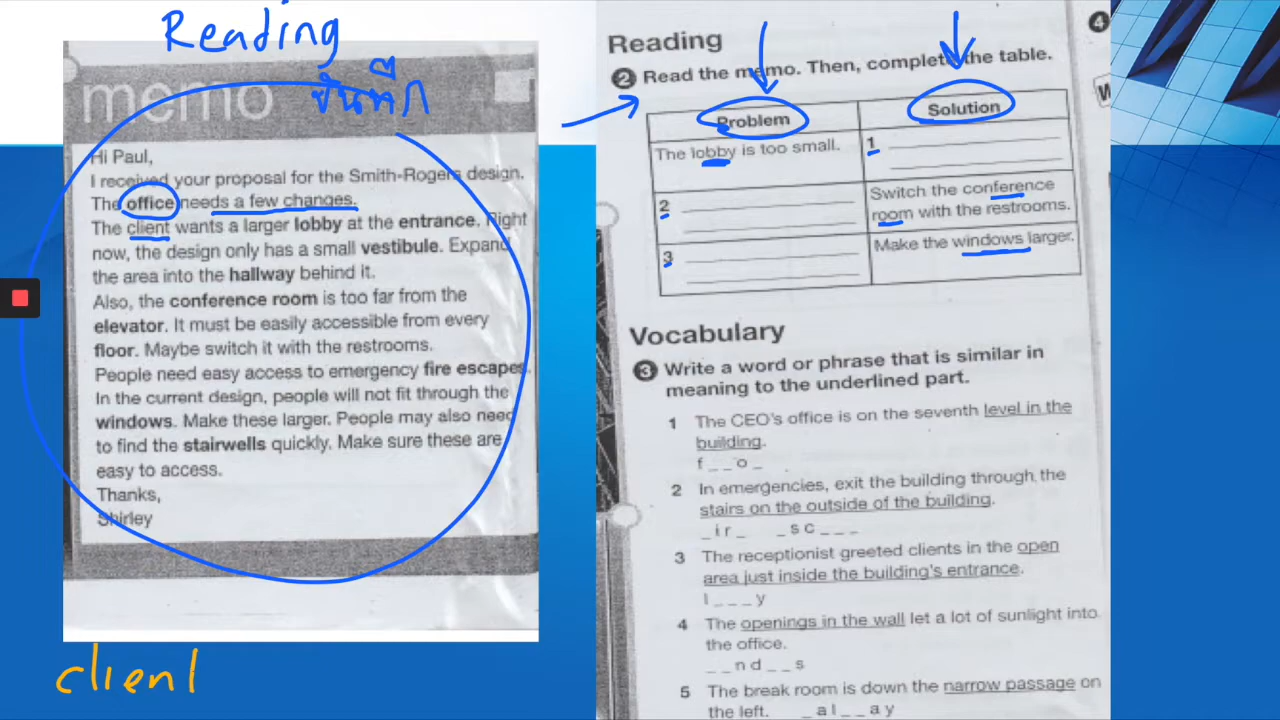 Reading
บันทึก
memo
Hi Paul,
I received your proposal for the Smith-Rogers design.
The office needs a few changes.
The client wants a larger lobby at the entrance. Right
now, the design only has a small vestibule. Expand
the area into the hallway behind it.
Also, the conference room is too far from the
elevator. It must be easily accessible from every
floor. Maybe switch it with the restrooms.
People need easy access to emergency fire escapes.
In the current design, people will not fit through the
windows. Make these larger. People may also need
to find the stairwells quickly. Make sure these are
easy to access.
Thanks,
Shirley
client
Reading
2 Read the memo. Then, complete the table.
Problem Solution
The lobby is too small. 1 ________
2 ________ Switch the conference
room with the restrooms.
3 ________ Make the windows larger.
Vocabulary
3 Write a word or phrase that is similar in
meaning to the underlined part.
1 The CEO's office is on the seventh level in the
building.
f _ _ o _
2 In emergencies, exit the building through the
stairs on the outside of the building.
_ i r _ _ s c _ _ _
3 The receptionist greeted clients in the open
area just inside the building's entrance.
l _ _ _ y
4 The openings in the wall let a lot of sunlight into
the office.
_ _ n d _ _ s
5 The break room is down the narrow passage on
the left. _ a l _ _ a y
4
W